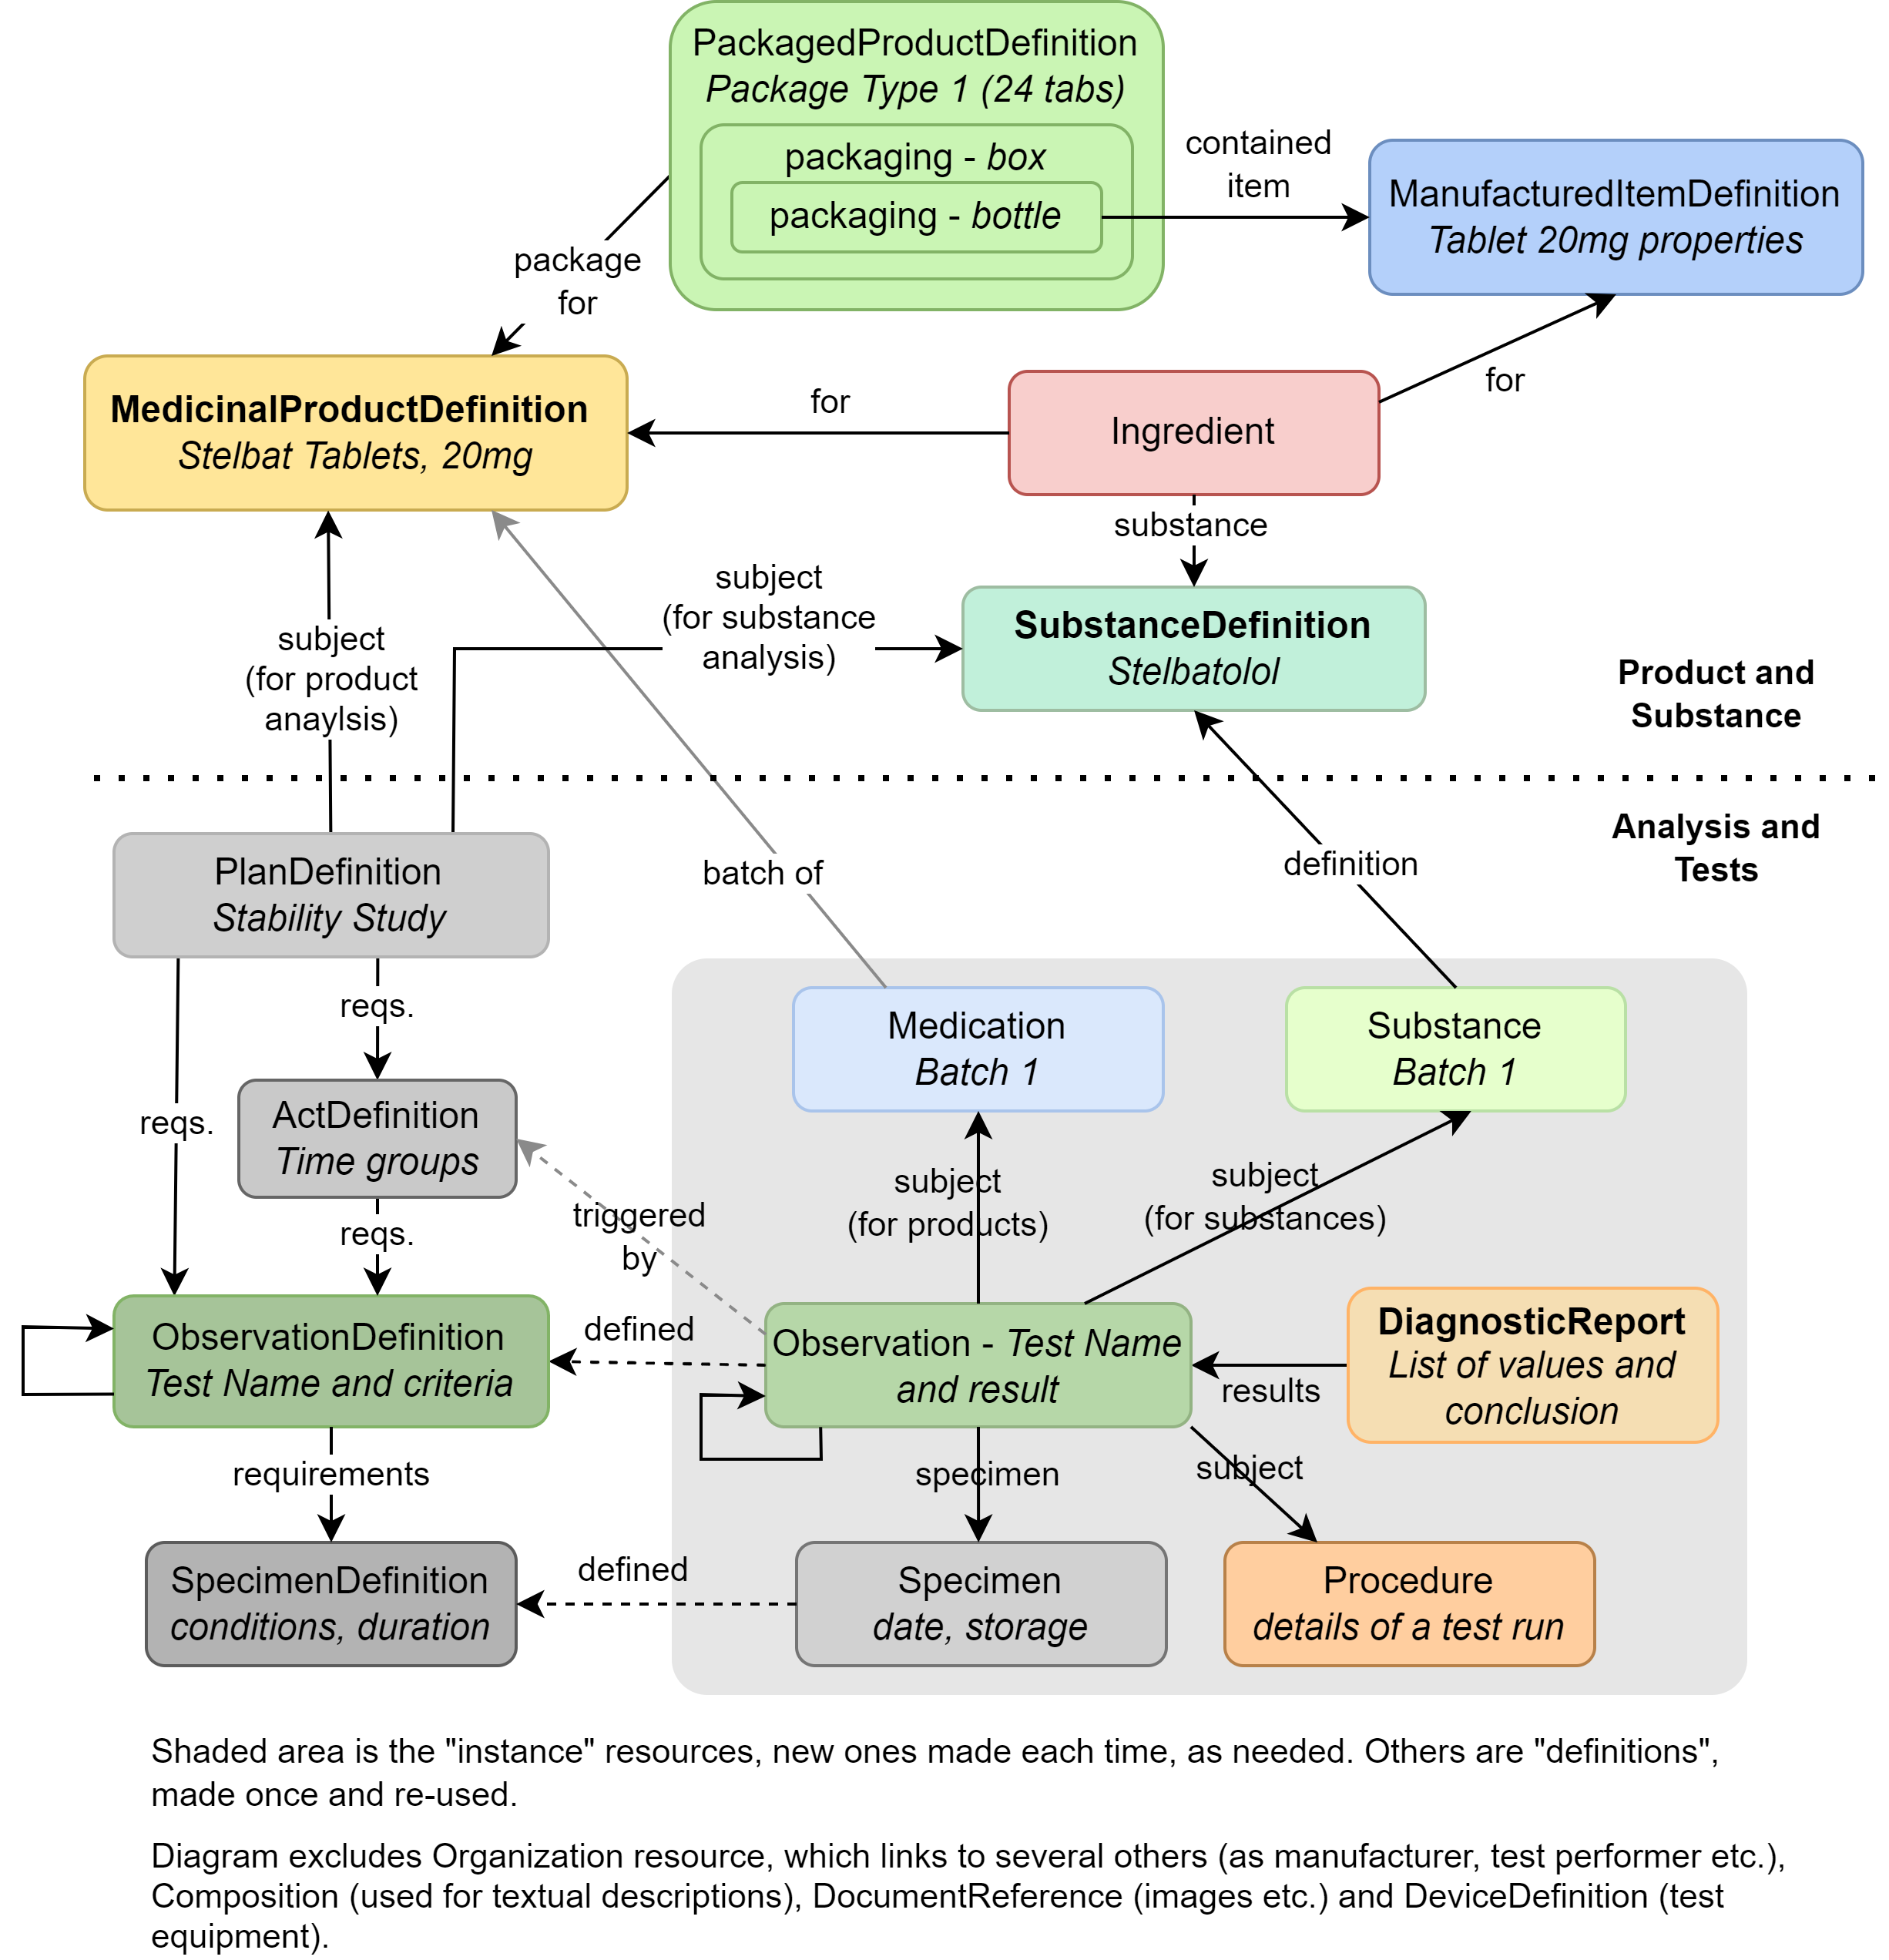 PackagedProductDefinition
Package Type 1 (24 tabs)
packaging - box
packaging - bottle
contained
item
ManufacturedItemDefinition
Tablet 20mg properties
package
for
MedicinalProductDefinition
Stelbat Tablets, 20mg
for
Ingredient
for
substance
subject
(for substance
analysis)
SubstanceDefinition
Stelbatolol
subject
(for product
anaylsis)
Product and
Substance
Analysis and
Tests
PlanDefinition
Stability Study
batch of
definition
reqs.
reqs.
Medication
Batch 1
Substance
Batch 1
ActDefinition
Time groups
reqs.
triggered
by
subject
(for products)
subject
(for substances)
ObservationDefinition
Test Name and criteria
defined
Observation - Test Name
and result
results
DiagnosticReport
List of values and
conclusion
requirements
specimen
subject
SpecimenDefinition
conditions, duration
defined
Specimen
date, storage
Procedure
details of a test run
Shaded area is the "instance" resources, new ones made each time, as needed. Others are "definitions",
made once and re-used.
Diagram excludes Organization resource, which links to several others (as manufacturer, test performer etc.),
Composition (used for textual descriptions), DocumentReference (images etc.) and DeviceDefinition (test
equipment).